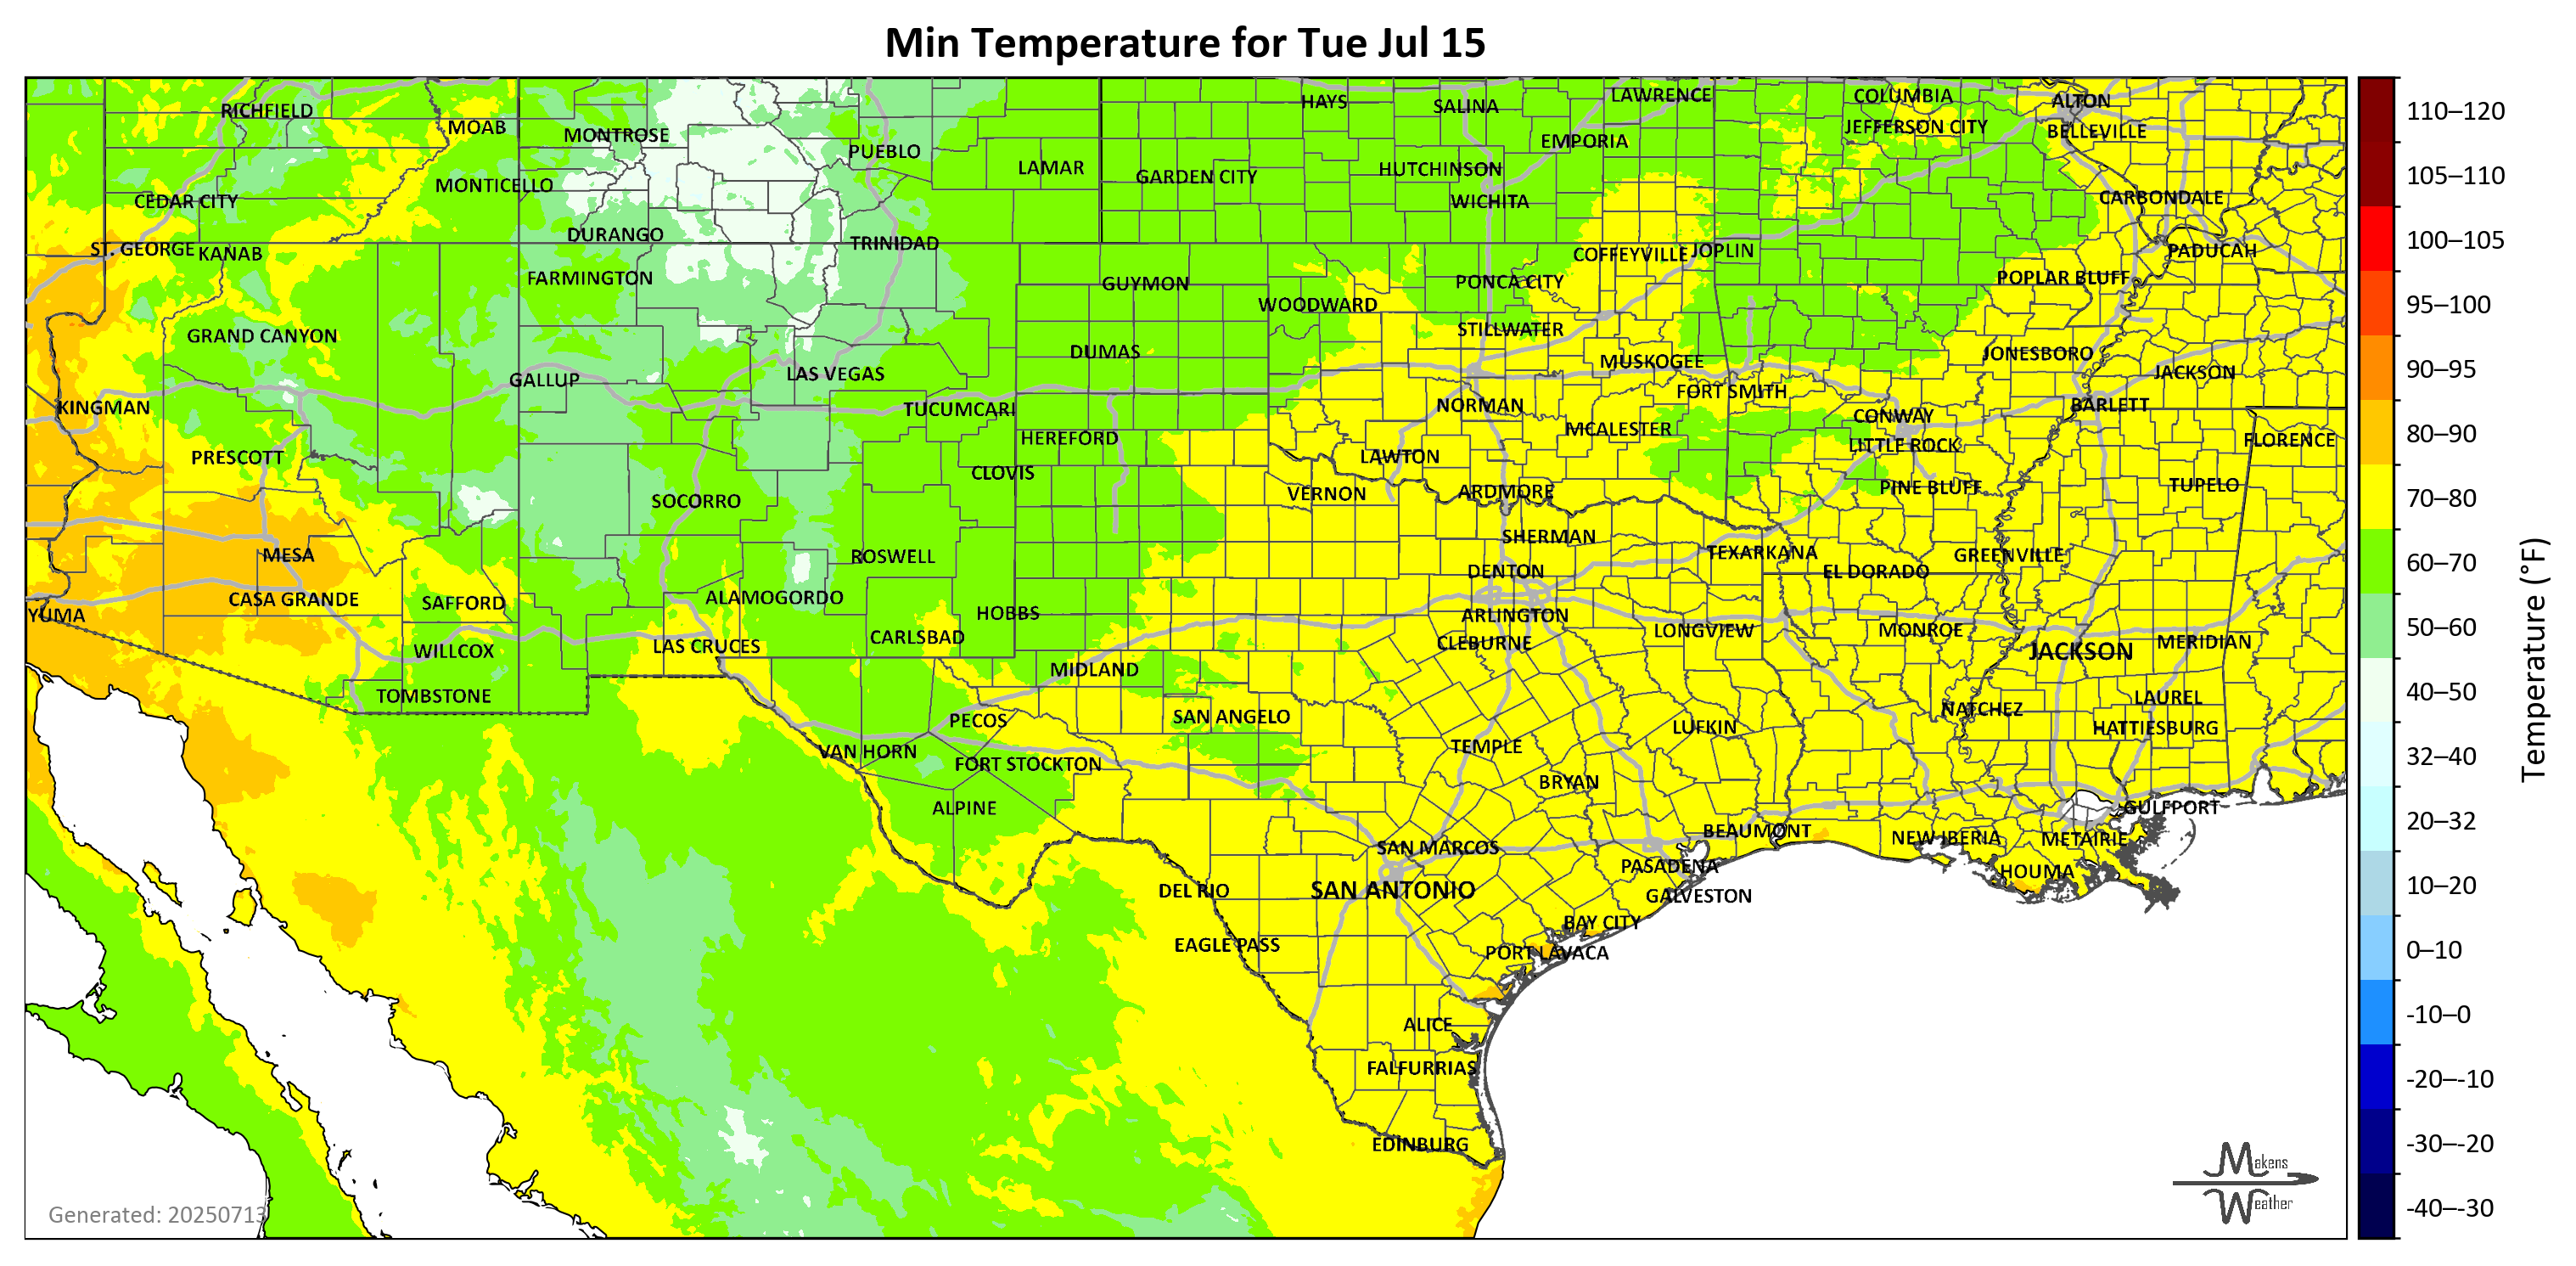 Min Temperature for Tue Jul 15
RICHFIELD
MOAB
MONTROSE
PUEBLO
LAMAR
HAYS
SALINA
LAWRENCE
COLUMBIA
ALTON
JEFFERSON CITY
BELLEVILLE
EMPORIA
MONTICELLO
GARDEN CITY
HUTCHINSON
CEDAR CITY
WICHITA
CARBONDALE
DURANGO
TRINIDAD
ST. GEORGE
KANAB
COFFEYVILLE
JOPLIN
PADUCAH
FARMINGTON
GUYMON
PONCA CITY
POPLAR BLUFF
WOODWARD
GRAND CANYON
STILLWATER
DUMAS
MUSKOGEE
JONESBORO
GALLUP
LAS VEGAS
JACKSON
FORT SMITH
KINGMAN
TUCUMCARI
NORMAN
CONWAY
BARLETT
HEREFORD
MCALESTER
LITTLE ROCK
FLORENCE
PRESCOTT
LAWTON
CLOVIS
SOCORRO
VERNON
ARDMORE
PINE BLUFF
TUPELO
MESA
ROSWELL
SHERMAN
TEXARKANA
GREENVILLE
DENTON
EL DORADO
CASA GRANDE
SAFFORD
ALAMOGORDO
YUMA
HOBBS
ARLINGTON
CARLSBAD
CLEBURNE
LONGVIEW
MONROE
MERIDIAN
WILLCOX
LAS CRUCES
JACKSON
MIDLAND
TOMBSTONE
LAUREL
PECOS
SAN ANGELO
NATCHEZ
LUFKIN
HATTIESBURG
VAN HORN
FORT STOCKTON
TEMPLE
BRYAN
ALPINE
GULFPORT
BEAUMONT
NEW IBERIA
METAIRIE
SAN MARCOS
PASADENA
HOUMA
DEL RIO
SAN ANTONIO
GALVESTON
BAY CITY
EAGLE PASS
PORT LAVACA
ALICE
FALFURRIAS
EDINBURG
Generated: 20250713
Makens
Weather
110–120
105–110
100–105
95–100
90–95
80–90
70–80
60–70
50–60
40–50
32–40
20–32
10–20
0–10
-10–0
-20–-10
-30–-20
-40–-30
Temperature (°F)